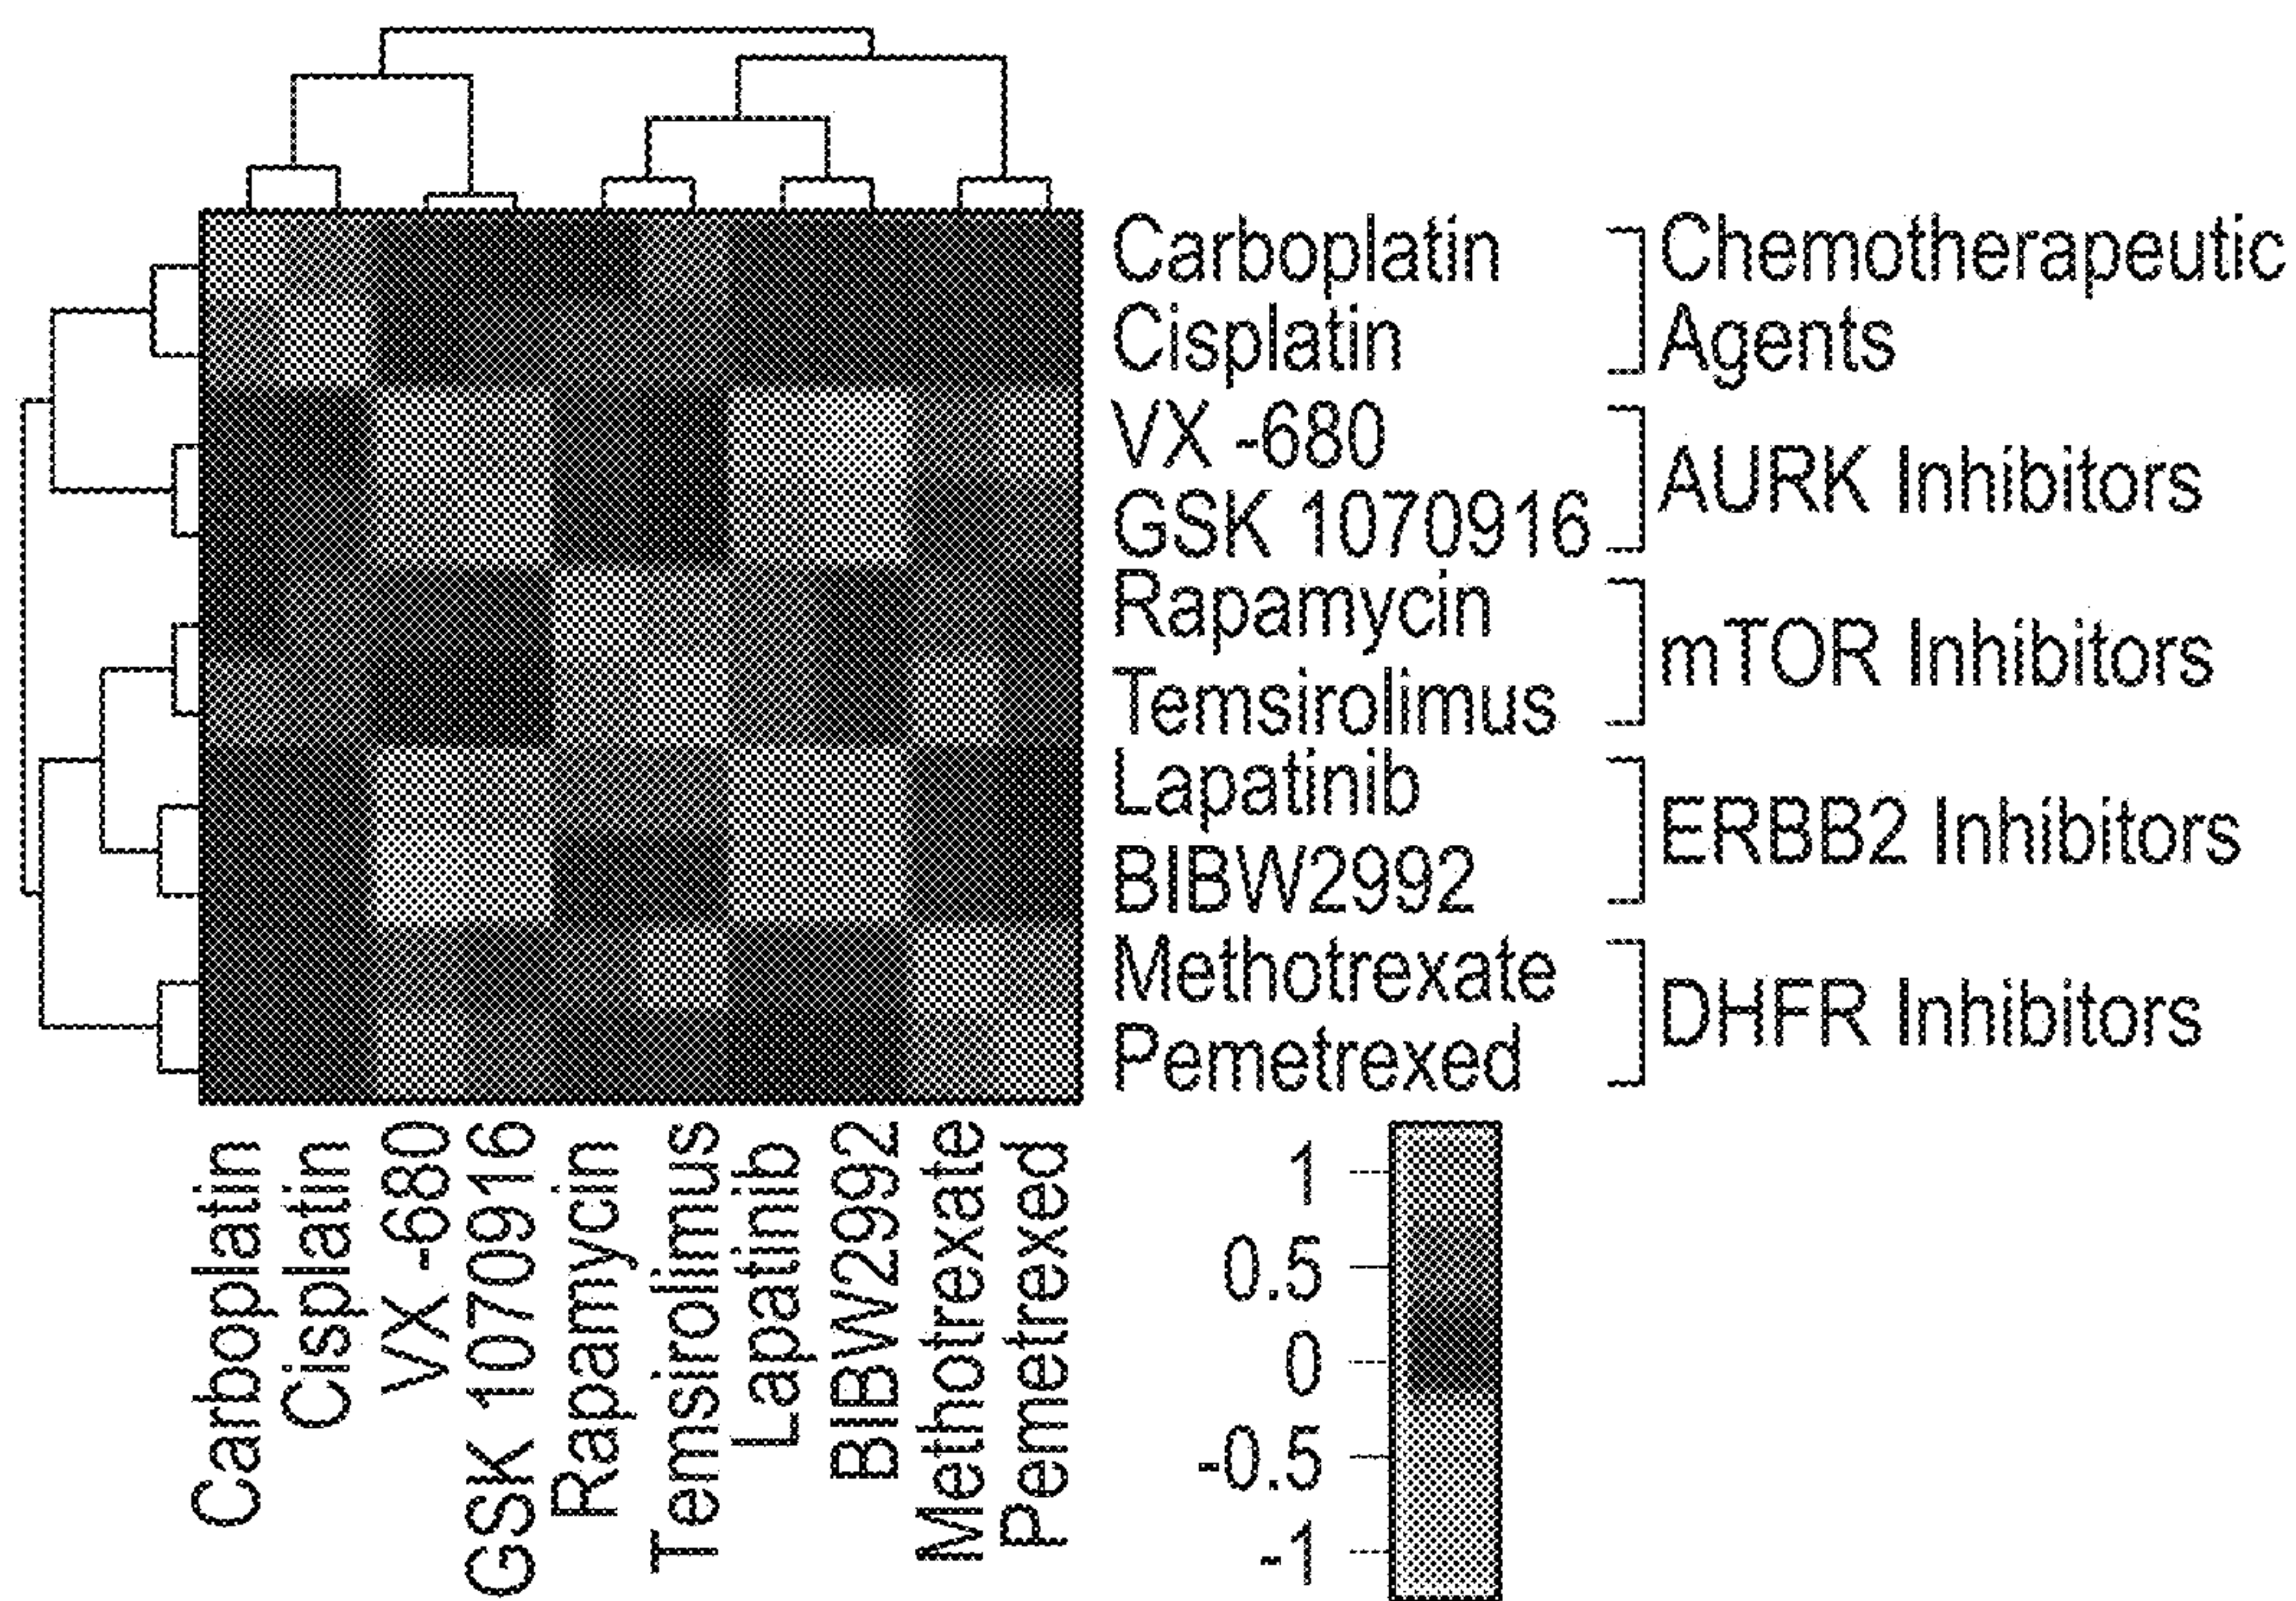 Carboplatin
Cisplatin
Chemotherapeutic
Agents
VX -680
GSK 1070916
AURK Inhibitors
Rapamycin
Temsirolimus
mTOR Inhibitors
Lapatinib
BIBW2992
ERBB2 Inhibitors
Methotrexate
Pemetrexed
DHFR Inhibitors
Carboplatin
Cisplatin
VX -680
GSK 1070916
Rapamycin
Temsirolimus
Lapatinib
BIBW2992
Methotrexate
Pemetrexed
1
0.5
0
-0.5
-1